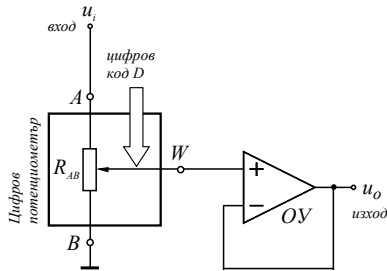 u_i
вход
цифров
код D
A
Цифров
потенциометър
R_AB
W
B
+
−
ОУ
u_o
изход